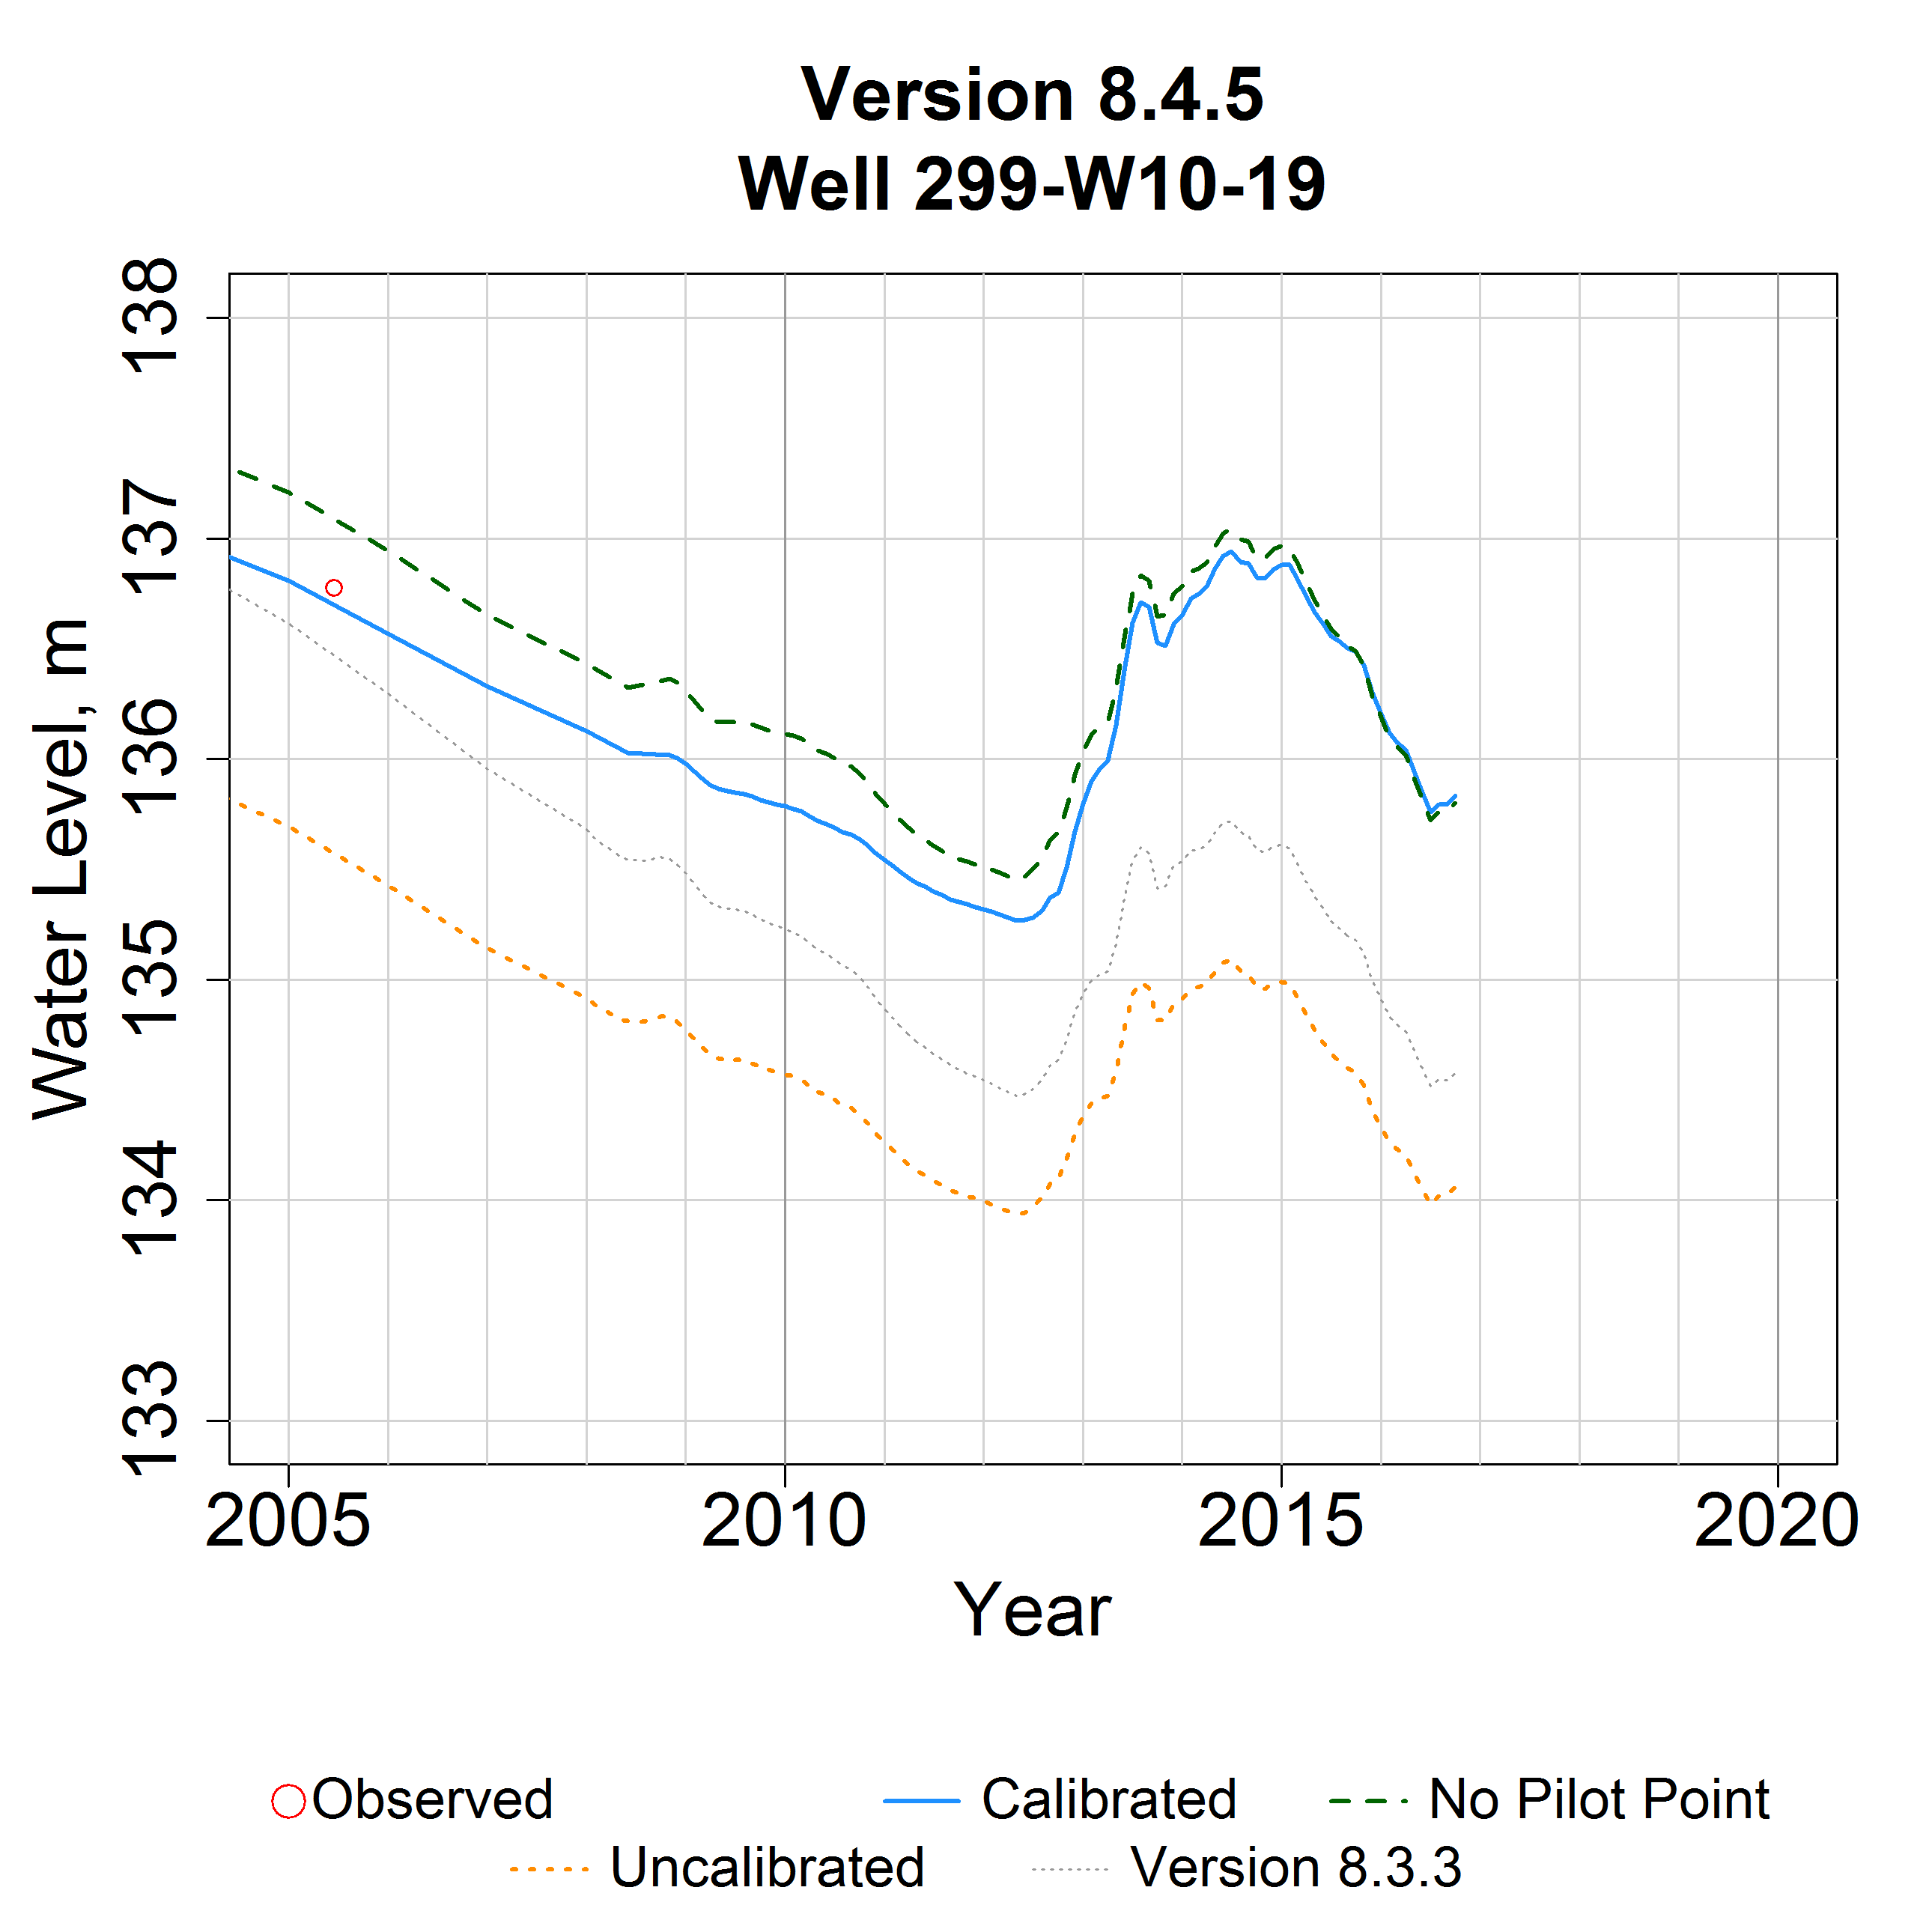 Version 8.4.5
Well 299-W10-19
138
137
136
135
134
133
Water Level, m
2005 2010 2015 2020
Year
Observed Calibrated No Pilot Point
Uncalibrated Version 8.3.3